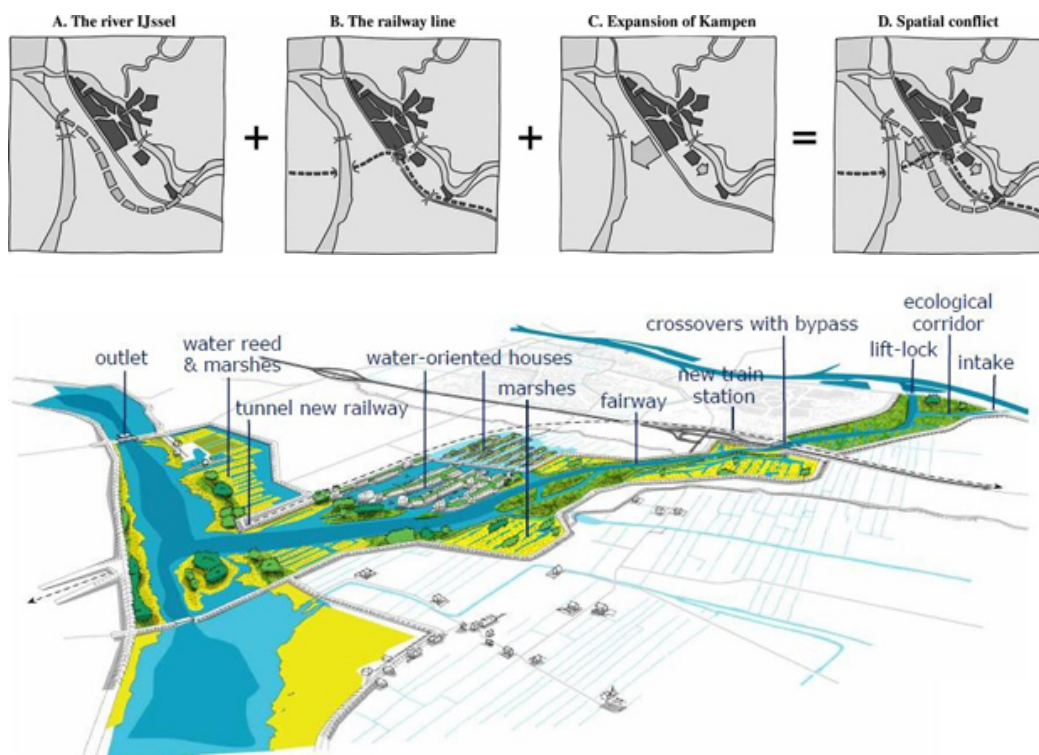 A. The river IJssel
B. The railway line
C. Expansion of Kampen
D. Spatial conflict
+
+
=
outlet
water reed
& marshes
tunnel new railway
water-oriented houses
marshes
fairway
new train
station
crossovers with bypass
lift-lock
ecological
corridor
intake